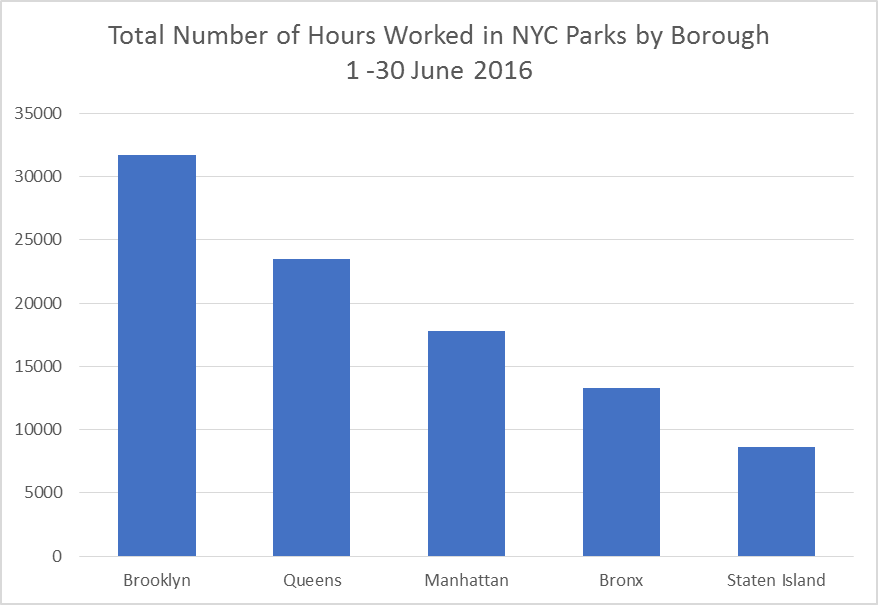 Total Number of Hours Worked in NYC Parks by Borough
1 -30 June 2016
35000
30000
25000
20000
15000
10000
5000
0
Brooklyn Queens Manhattan Bronx Staten Island